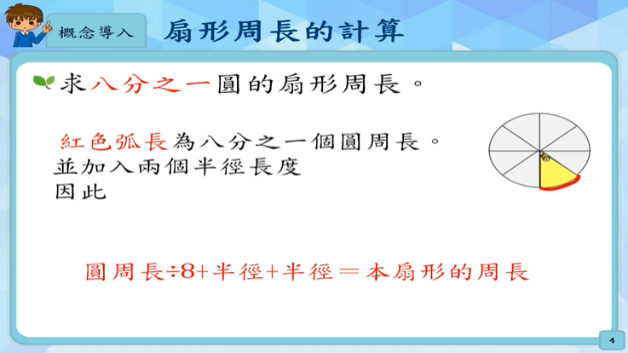 概念導入
扇形周長的計算
求八分之一圓的扇形周長。
紅色弧長為八分之一個圓周長。
並加入兩個半徑長度
因此
圓周長÷8+半徑+半徑＝本扇形的周長
4